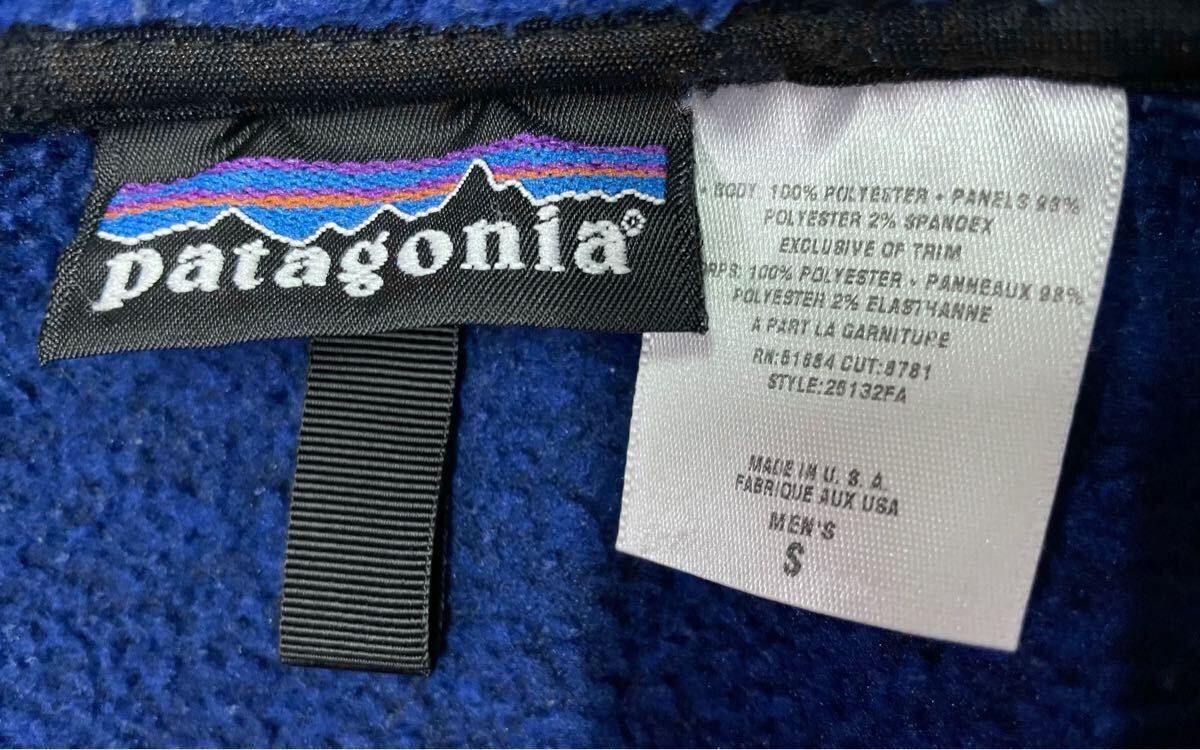 patagonia®
• BODY 100% POLYESTER • PANELS 98%
POLYESTER 2% SPANDEX
EXCLUSIVE OF TRIM
RPS: 100% POLYESTER • PANNEAUX 98%
POLYESTER 2% ELASTHANNE
A PART LA GARNITURE
RN:51884 CUT:8781
STYLE:25132FA
MADE IN U. S. A.
FABRIQUE AUX USA
MEN'S
S